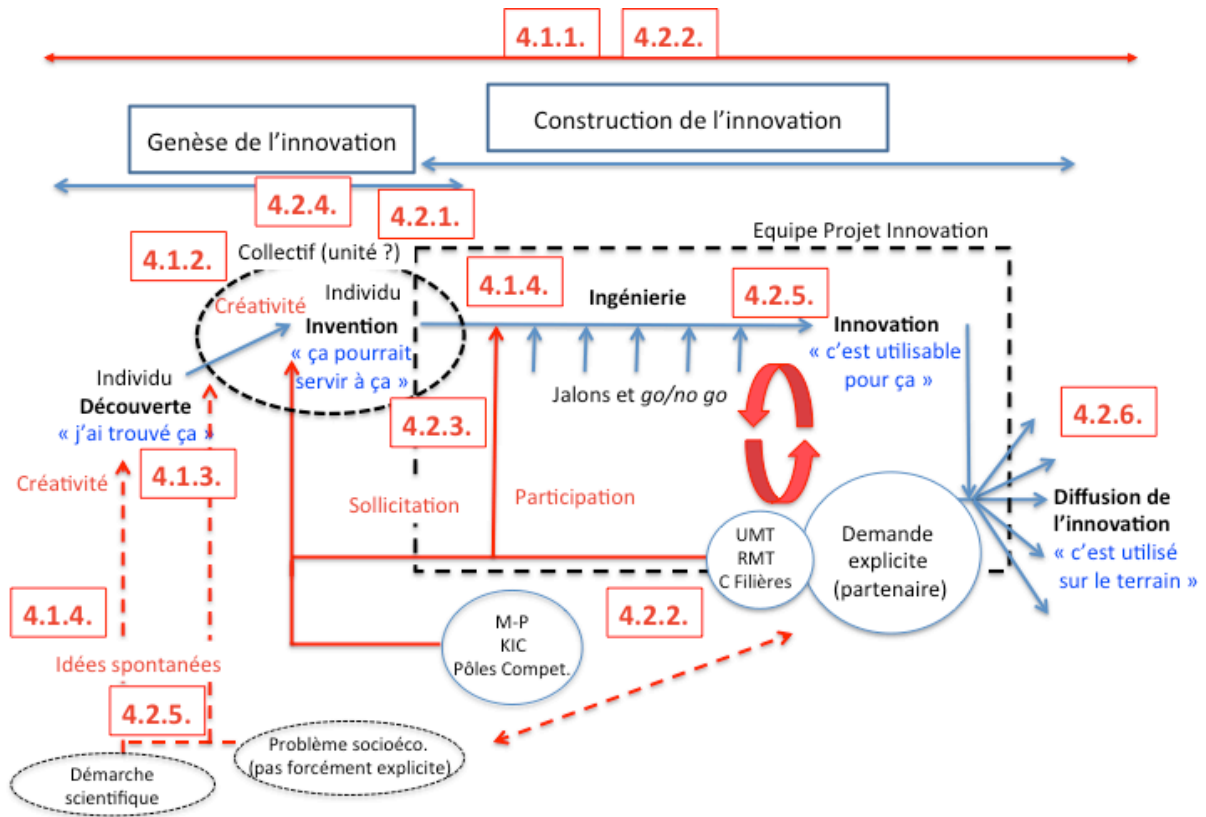 4.1.1.
4.2.2.
Genèse de l'innovation
Construction de l'innovation
4.2.4.
4.2.1.
Equipe Projet Innovation
4.1.2.
Collectif (unité ?)
Créativité
Individu
Invention
« ça pourrait
servir à ça »
4.1.4.
Ingénierie
4.2.5.
Innovation
« c'est utilisable
pour ça »
Individu
Découverte
« j'ai trouvé ça »
Jalons et go/no go
4.2.3.
4.2.6.
4.1.3.
Créativité
Sollicitation
Participation
Diffusion de
l'innovation
« c'est utilisé
sur le terrain »
UMT
RMT
C Filières
Demande
explicite
(partenaire)
4.1.4.
4.2.2.
M-P
KIC
Pôles Compet.
Idées spontanées
4.2.5.
Problème socioéco.
(pas forcément explicite)
Démarche
scientifique